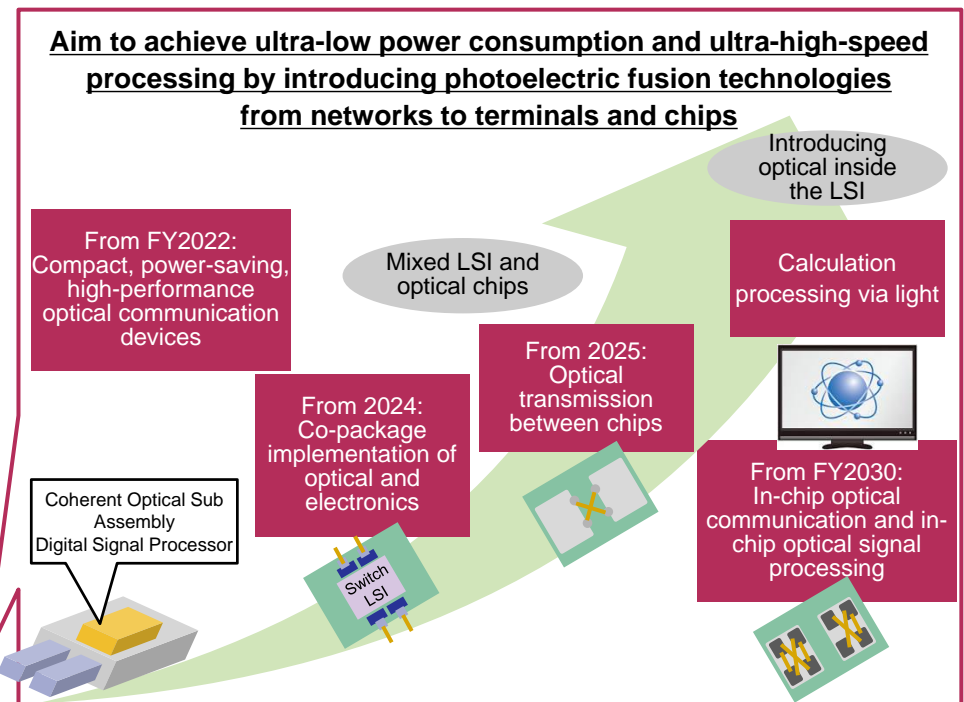 Aim to achieve ultra-low power consumption and ultra-high-speed
processing by introducing photoelectric fusion technologies
from networks to terminals and chips
Introducing
optical inside
the LSI
From FY2022:
Compact, power-saving,
high-performance
optical communication
devices
Mixed LSI and
optical chips
Calculation
processing via light
From 2025:
Optical
transmission
between chips
From 2024:
Co-package
implementation of
optical and
electronics
From FY2030:
In-chip optical
communication and in-
chip optical signal
processing
Coherent Optical Sub
Assembly
Digital Signal Processor
Switch
LSI